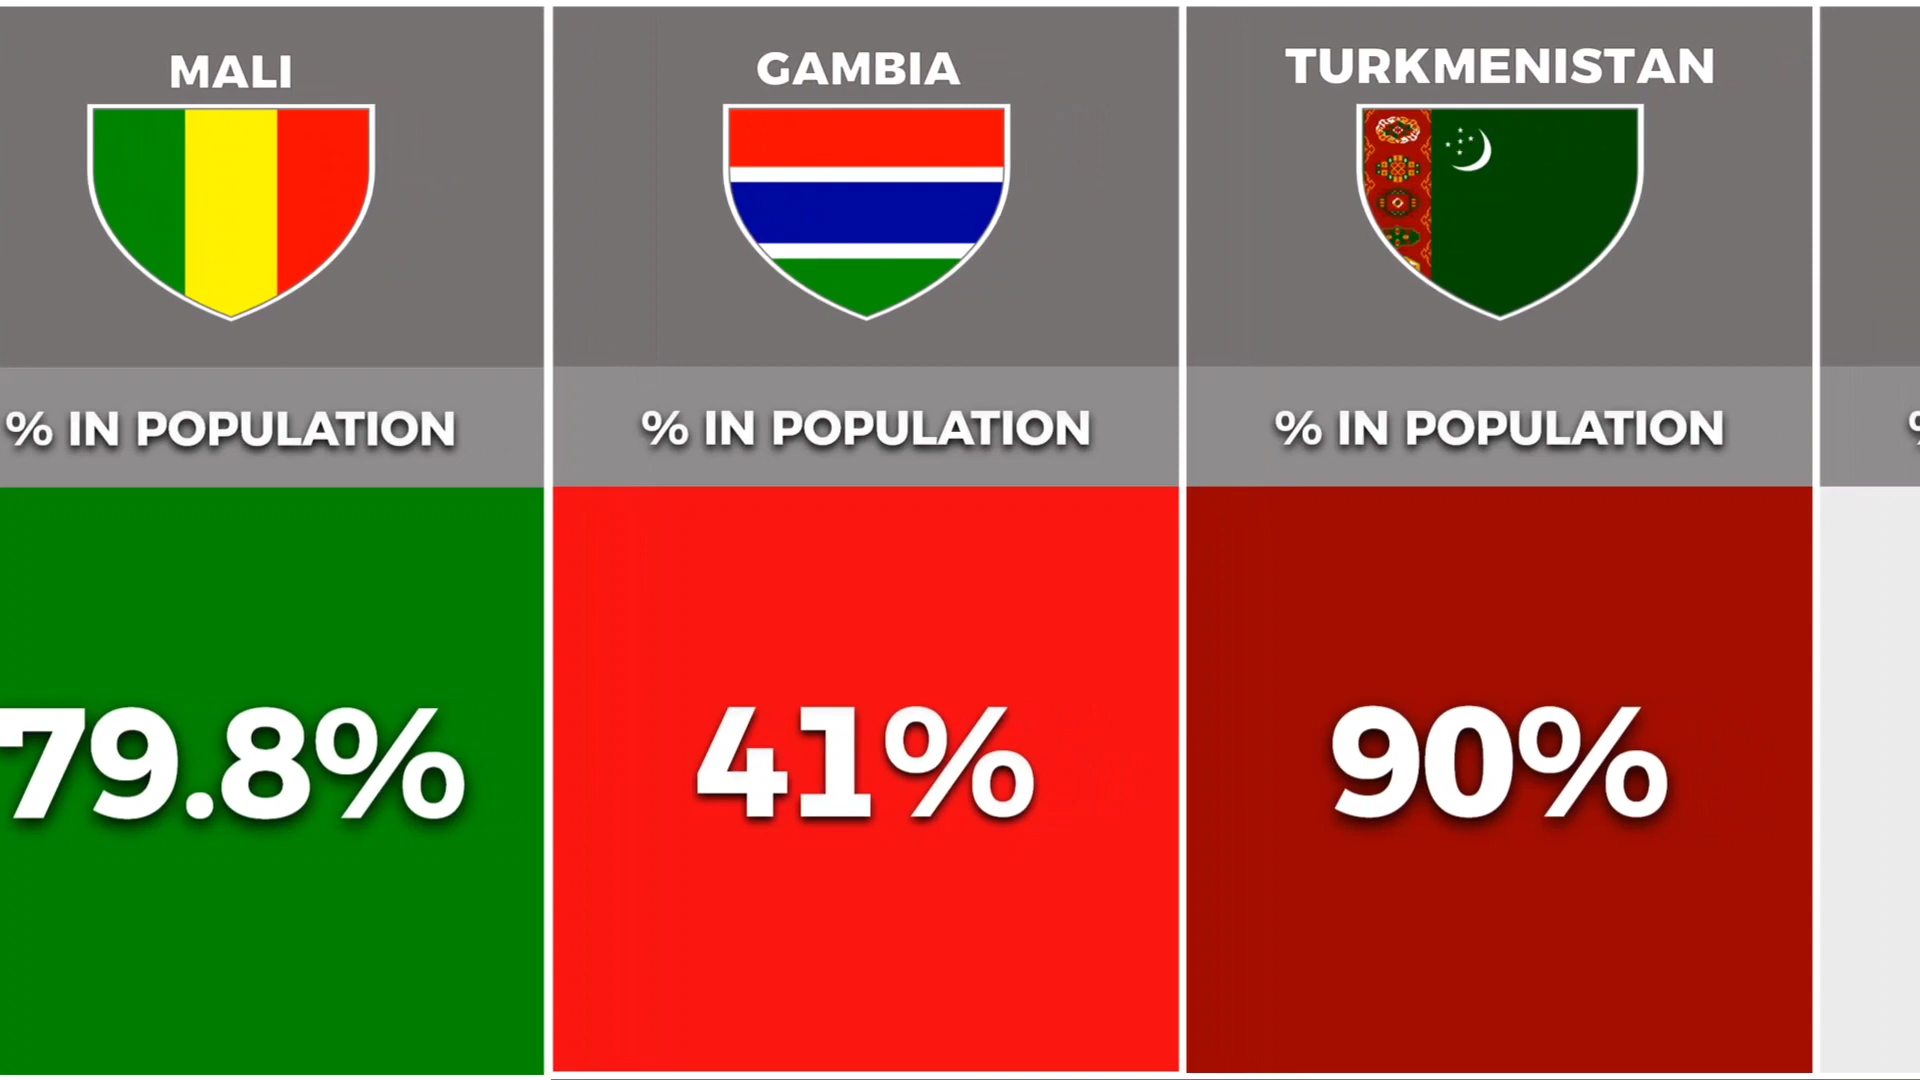 MALI
% IN POPULATION
79.8%
GAMBIA
% IN POPULATION
41%
TURKMENISTAN
% IN POPULATION
90%